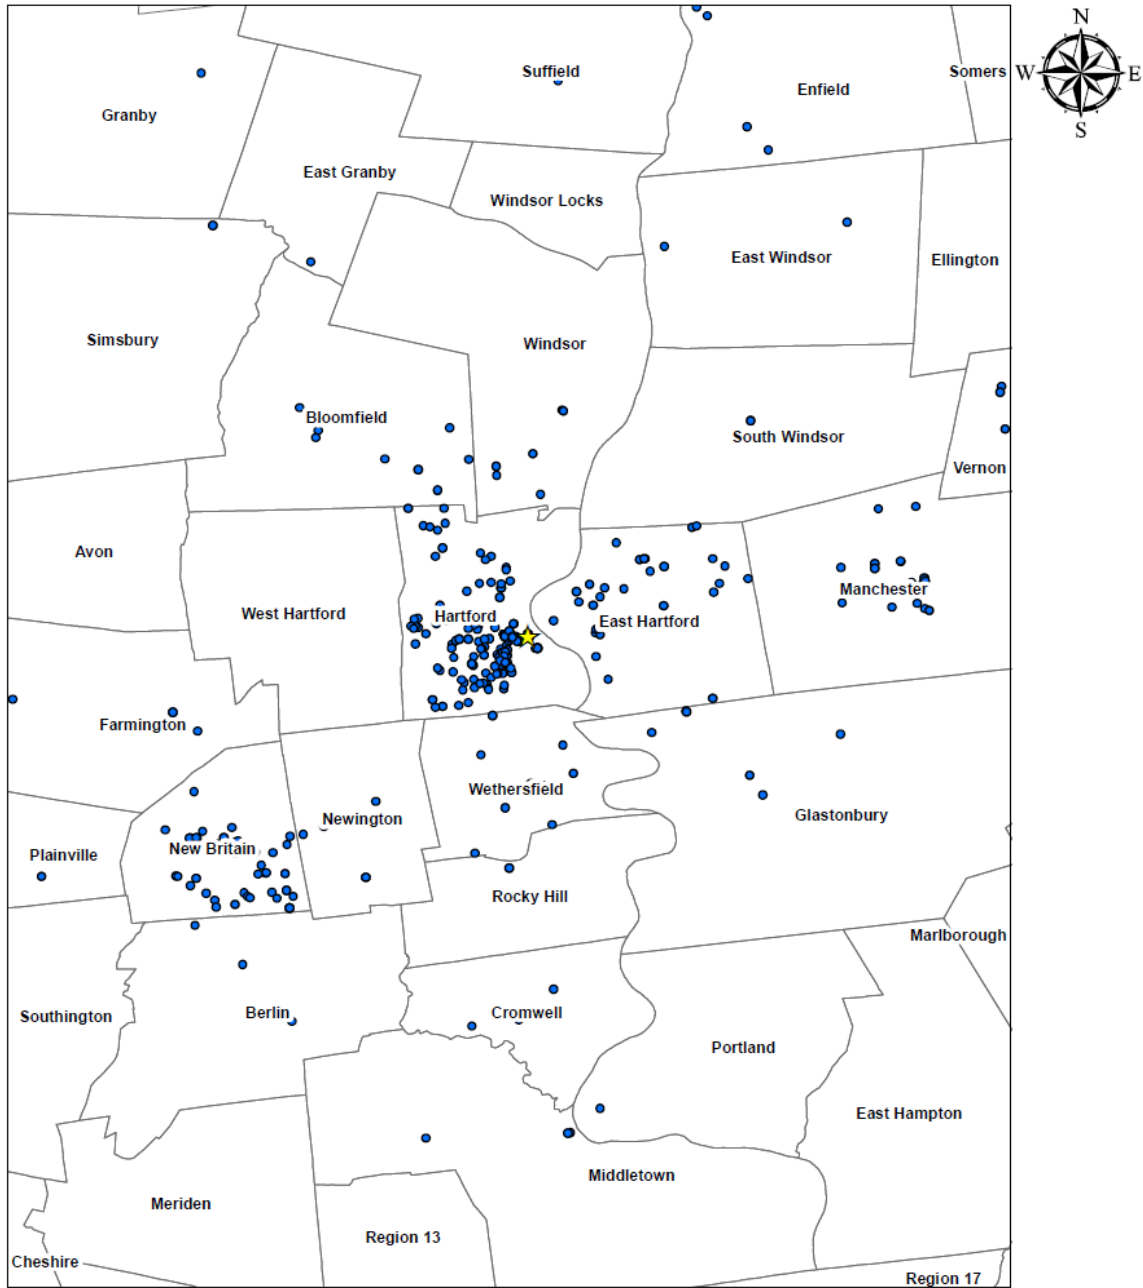 N
Suffield
Somers
W
E
Enfield
Granby
S
East Granby
Windsor Locks
East Windsor
Ellington
Simsbury
Windsor
Bloomfield
South Windsor
Vernon
Avon
Manchester
West Hartford
Hartford
East Hartford
Farmington
Wethersfield
Newington
Glastonbury
New Britain
Plainville
Rocky Hill
Marlborough
Southington
Berlin
Cromwell
Portland
East Hampton
Middletown
Meriden
Region 13
Cheshire
Region 17